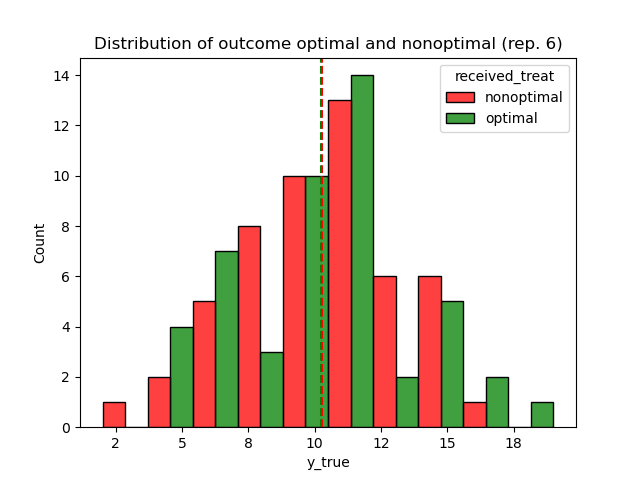 Distribution of outcome optimal and nonoptimal (rep. 6)
received_treat
nonoptimal
optimal
14
12
10
8
6
4
2
0
Count
2 5 8 10 12 15 18
y_true